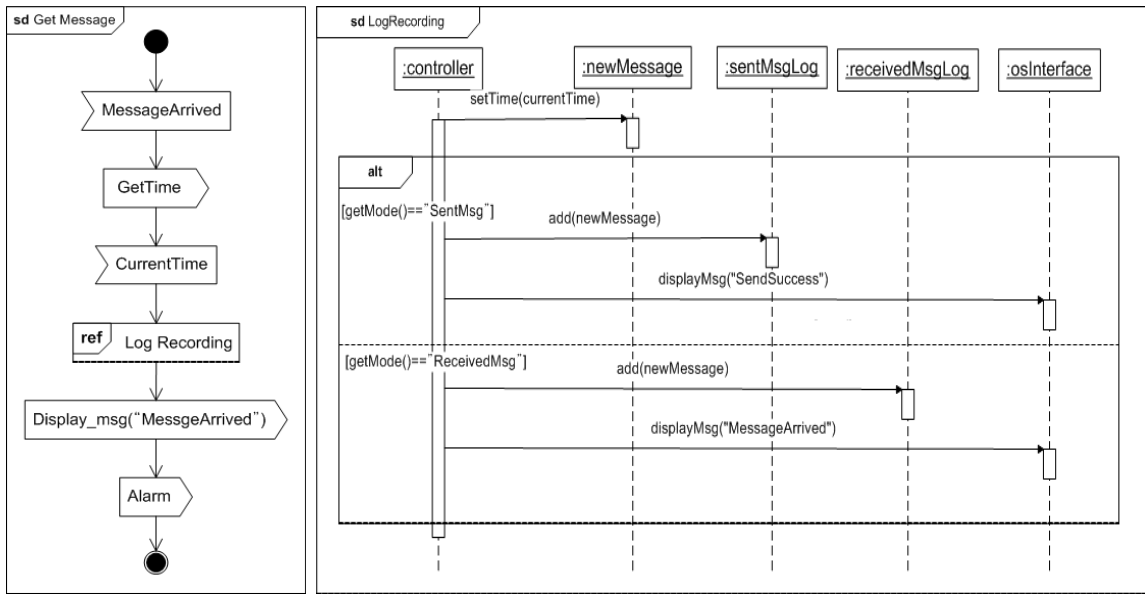 sd Get Message
MessageArrived
GetTime
CurrentTime
ref
Log Recording
Display_msg("MessgeArrived")
Alarm
sd LogRecording
:controller
:newMessage
:sentMsgLog
:receivedMsgLog
:osInterface
setTime(currentTime)
alt
[getMode()=="SentMsg"]
add(newMessage)
displayMsg("SendSuccess")
[getMode()=="ReceivedMsg"]
add(newMessage)
displayMsg("MessageArrived")